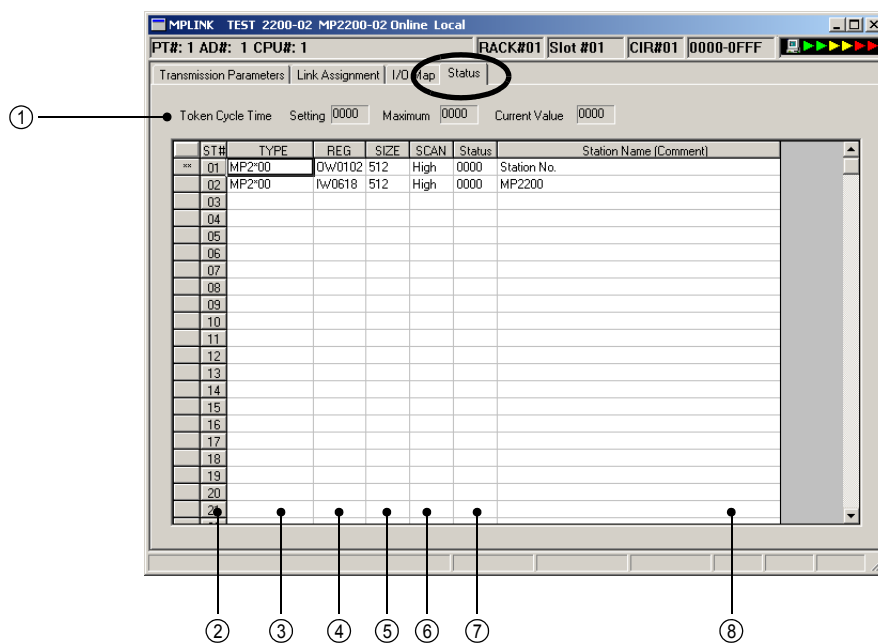 MPLINK TEST 2200-02 MP2200-02 Online Local
PT#: 1 AD#: 1 CPU#: 1 RACK#01 Slot #01 CIR#01 0000-0FFF
Transmission Parameters Link Assignment I/O Map Status
① Token Cycle Time Setting 0000 Maximum 0000 Current Value 0000
ST# TYPE REG SIZE SCAN Status Station Name (Comment)
** 01 MP2*00 OW0102 512 High 0000 Station No.
02 MP2*00 IW0618 512 High 0000 MP2200
03
04
05
06
07
08
09
10
11
12
13
14
15
16
17
18
19
20
21
② ③ ④ ⑤ ⑥ ⑦ ⑧